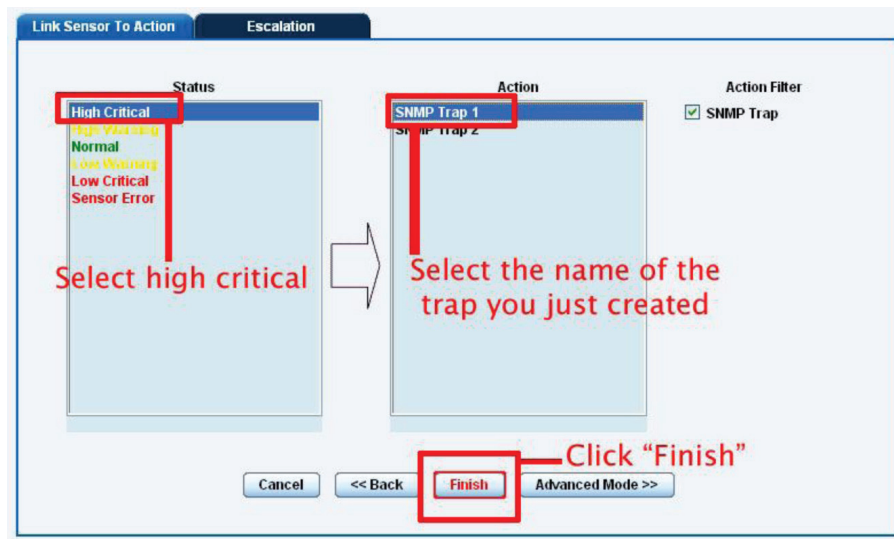 Link Sensor To Action
Escalation
Status
Action
Action Filter
High Critical
High Warning
Normal
Low Warning
Low Critical
Sensor Error
SNMP Trap 1
SNMP Trap 2
SNMP Trap
Select high critical
Select the name of the
trap you just created
Click “Finish”
Cancel
<< Back
Finish
Advanced Mode >>